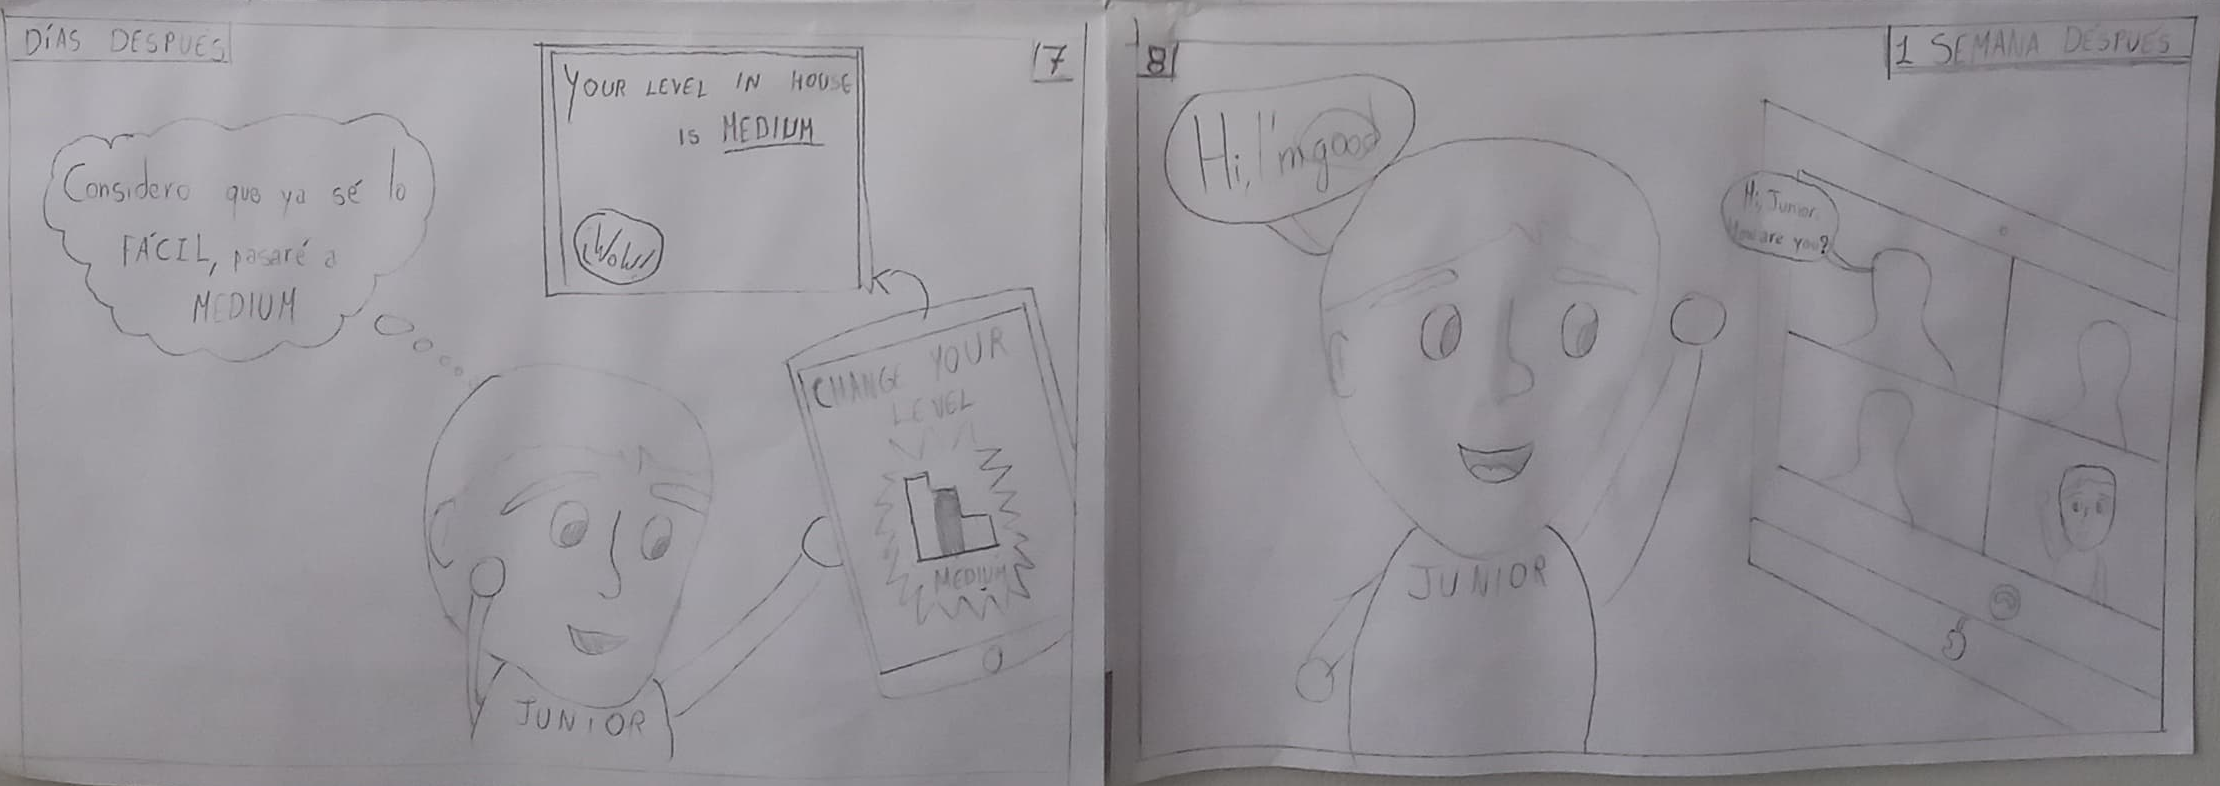 DÍAS DESPUÉS
7
YOUR LEVEL IN HOUSE
IS MEDIUM
¡Wow!
Considero que ya sé lo
FÁCIL, pasaré a
MEDIUM
CHANGE YOUR
LEVEL
MEDIUM
JUNIOR
8
1 SEMANA DESPUÉS
Hi, I'm good
Hi, Junior.
How are you?
JUNIOR